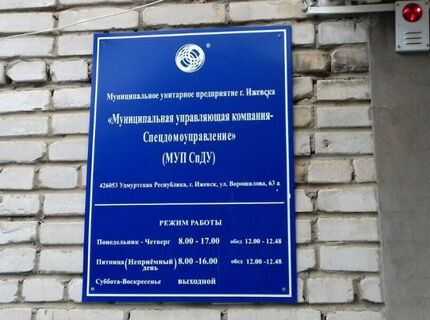 Муниципальное унитарное предприятие г. Ижевска
«Муниципальная управляющая компания-
Спецдомоуправление»
(МУП СпДУ)
426053 Удмуртская Республика, г. Ижевск, ул. Ворошилова, 63 а
РЕЖИМ РАБОТЫ
Понедельник - Четверг 8.00 - 17.00 обед 12.00 - 12.48
Пятница (Неприёмный день) 8.00 -16.00 обед 12.00 -12.48
Суббота-Воскресенье ВЫХОДНОЙ